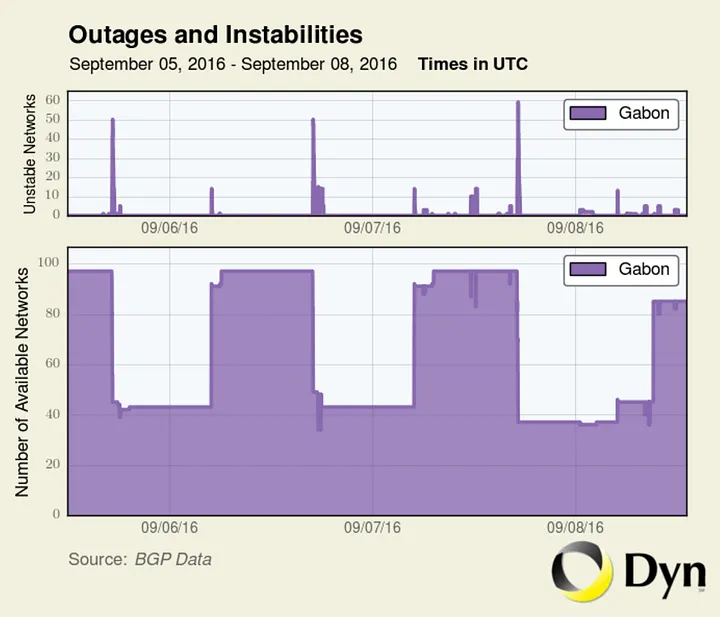 Outages and Instabilities
September 05, 2016 - September 08, 2016 Times in UTC
Unstable Networks
60
50
40
30
20
10
0
Gabon
09/06/16 09/07/16 09/08/16
Number of Available Networks
100
80
60
40
20
0
Gabon
09/06/16 09/07/16 09/08/16
Source: BGP Data
Dyn